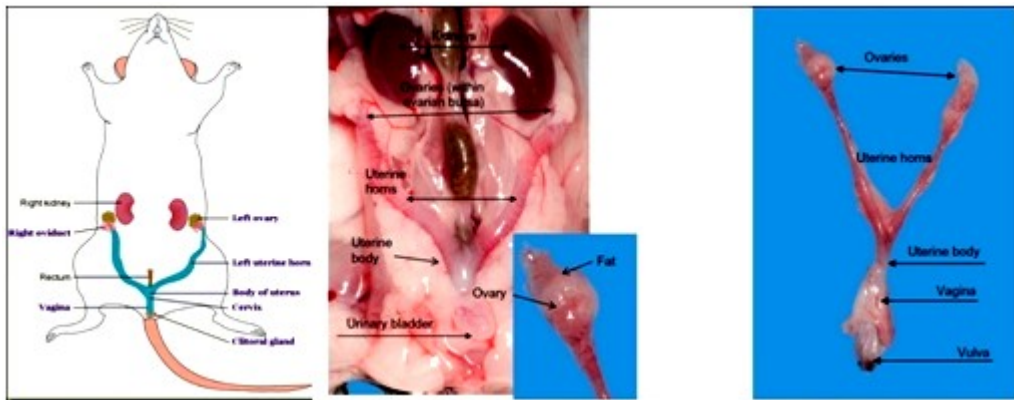 Right kidney
Right oviduct
Left ovary
Left uterine horn
Rectum
Body of uterus
Vagina
Cervix
Clitoral gland
Kidneys
Ovaries (within
ovarian bursa)
Uterine
horns
Uterine
body
Urinary bladder
Fat
Ovary
Ovaries
Uterine horns
Uterine body
Vagina
Vulva